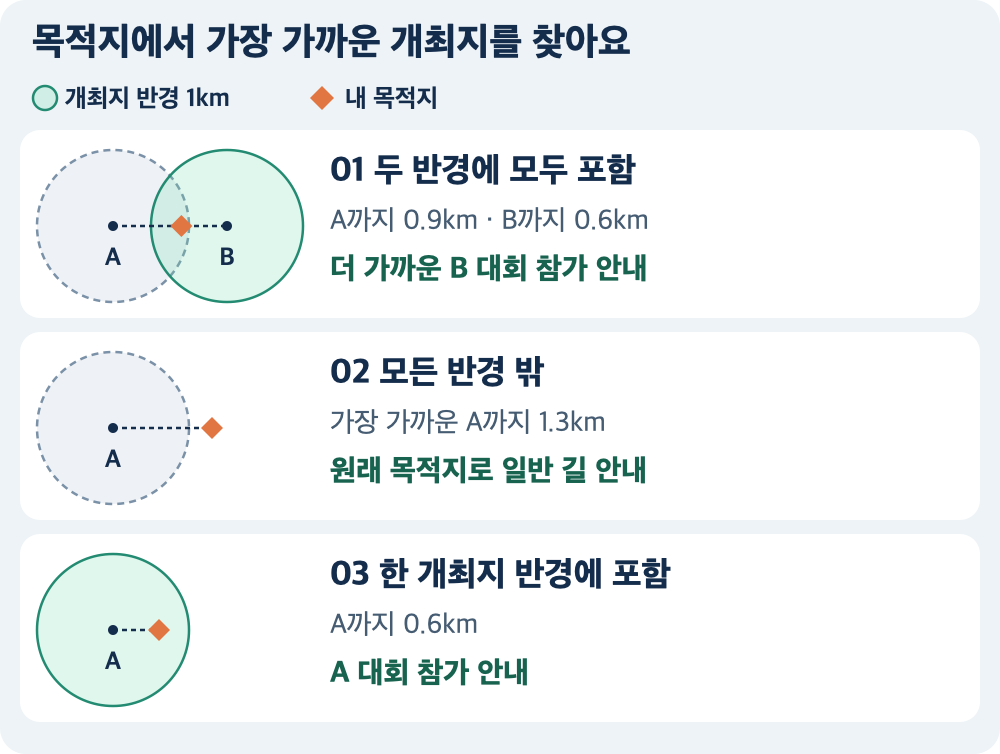 목적지에서 가장 가까운 개최지를 찾아요
개최지 반경 1km
내 목적지
A
B
01 두 반경에 모두 포함
A까지 0.9km · B까지 0.6km
더 가까운 B 대회 참가 안내
A
02 모든 반경 밖
가장 가까운 A까지 1.3km
원래 목적지로 일반 길 안내
A
03 한 개최지 반경에 포함
A까지 0.6km
A 대회 참가 안내